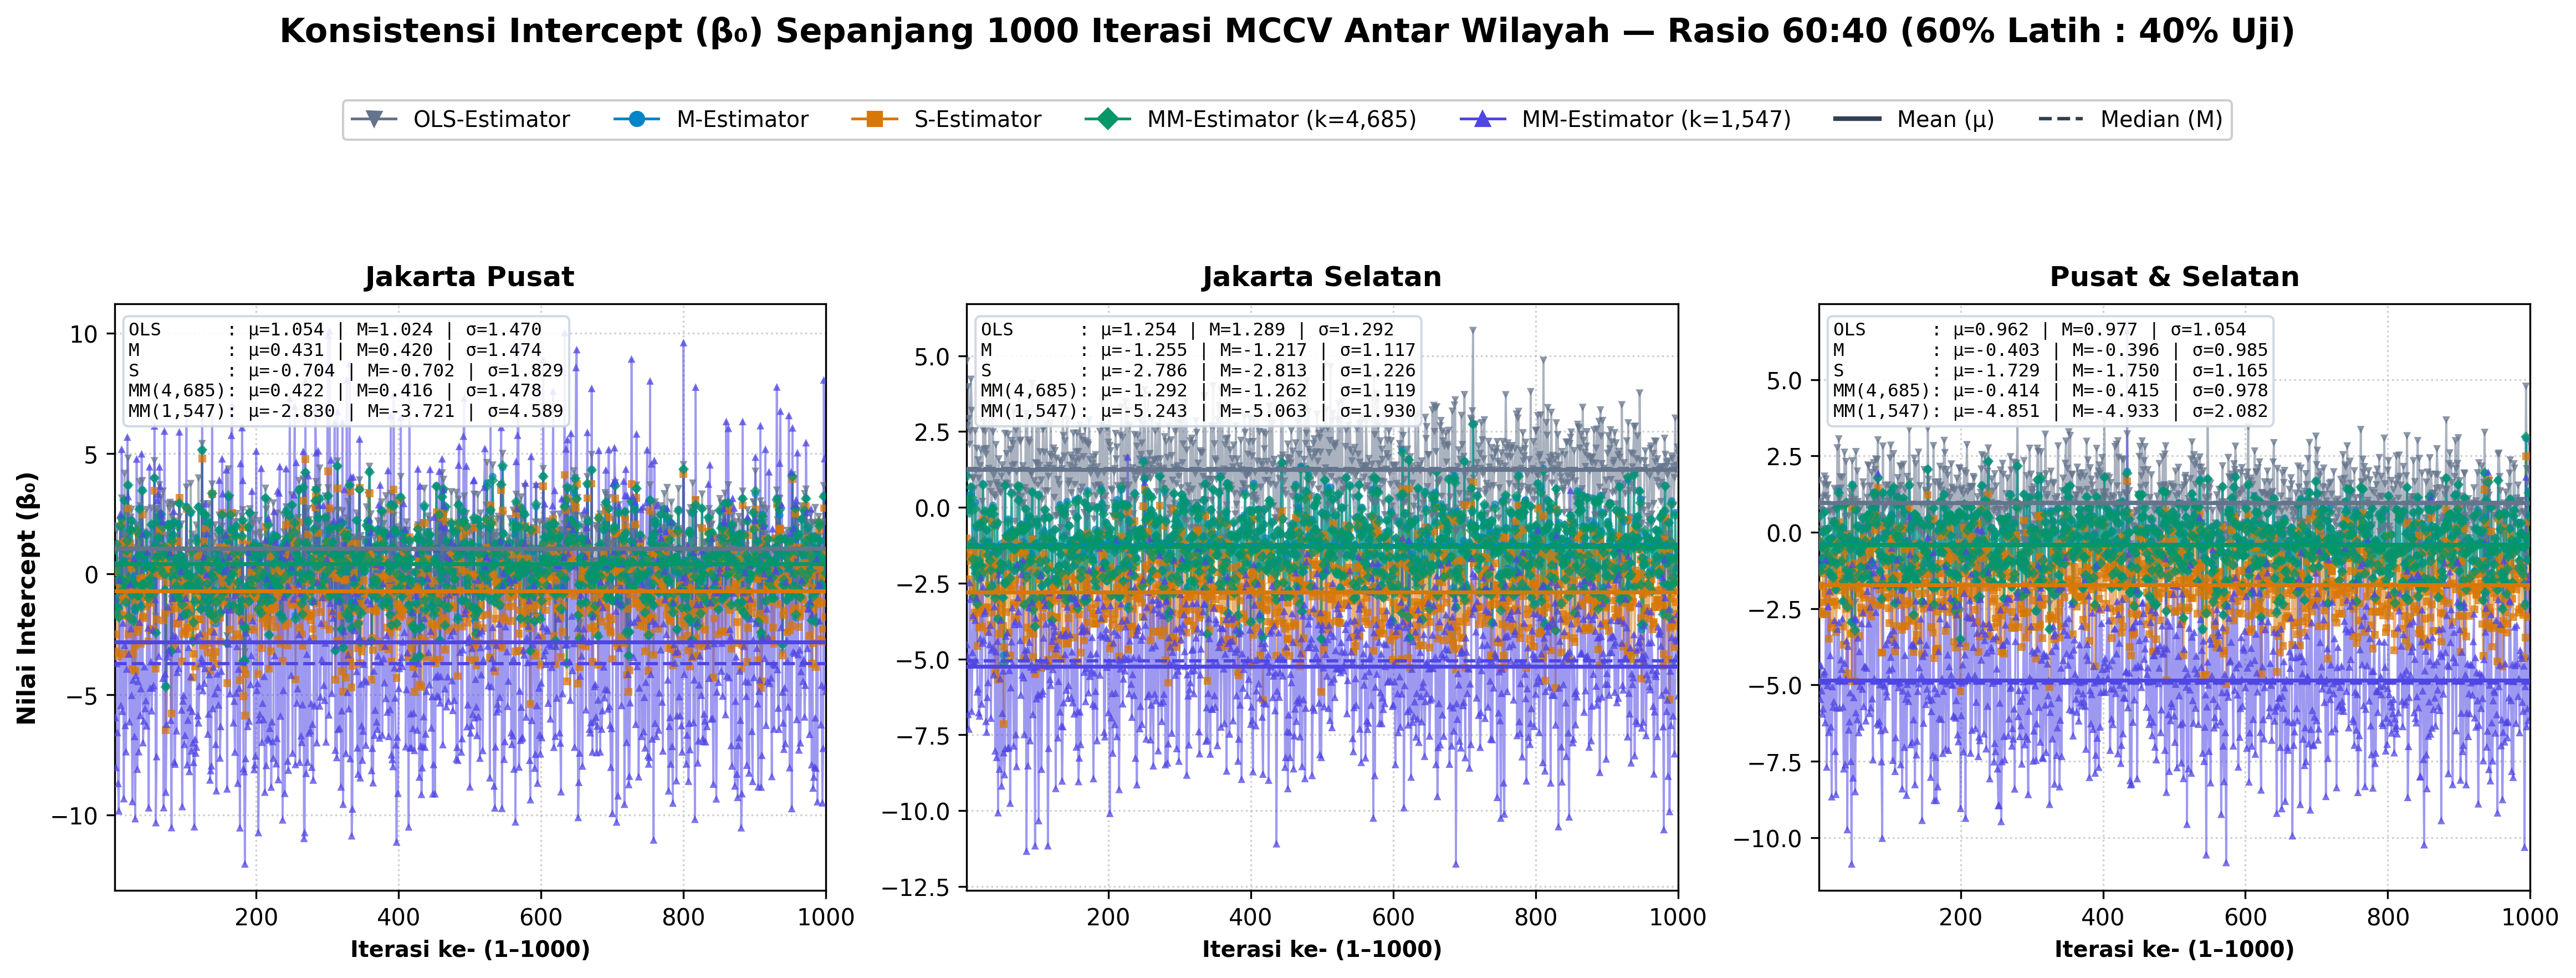 Konsistensi Intercept (β₀) Sepanjang 1000 Iterasi MCCV Antar Wilayah — Rasio 60:40 (60% Latih : 40% Uji)
OLS-Estimator M-Estimator S-Estimator MM-Estimator (k=4,685) MM-Estimator (k=1,547) Mean (μ) Median (M)
Jakarta Pusat
Nilai Intercept (β₀)
10
5
0
−5
−10
OLS : μ=1.054 | M=1.024 | σ=1.470
M : μ=0.431 | M=0.420 | σ=1.474
S : μ=-0.704 | M=-0.702 | σ=1.829
MM(4,685): μ=0.422 | M=0.416 | σ=1.478
MM(1,547): μ=-2.830 | M=-3.721 | σ=4.589
200 400 600 800 1000
Iterasi ke- (1–1000)
Jakarta Selatan
5.0
2.5
0.0
−2.5
−5.0
−7.5
−10.0
−12.5
OLS : μ=1.254 | M=1.289 | σ=1.292
M : μ=-1.255 | M=-1.217 | σ=1.117
S : μ=-2.786 | M=-2.813 | σ=1.226
MM(4,685): μ=-1.292 | M=-1.262 | σ=1.119
MM(1,547): μ=-5.243 | M=-5.063 | σ=1.930
200 400 600 800 1000
Iterasi ke- (1–1000)
Pusat & Selatan
5.0
2.5
0.0
−2.5
−5.0
−7.5
−10.0
OLS : μ=0.962 | M=0.977 | σ=1.054
M : μ=-0.403 | M=-0.396 | σ=0.985
S : μ=-1.729 | M=-1.750 | σ=1.165
MM(4,685): μ=-0.414 | M=-0.415 | σ=0.978
MM(1,547): μ=-4.851 | M=-4.933 | σ=2.082
200 400 600 800 1000
Iterasi ke- (1–1000)